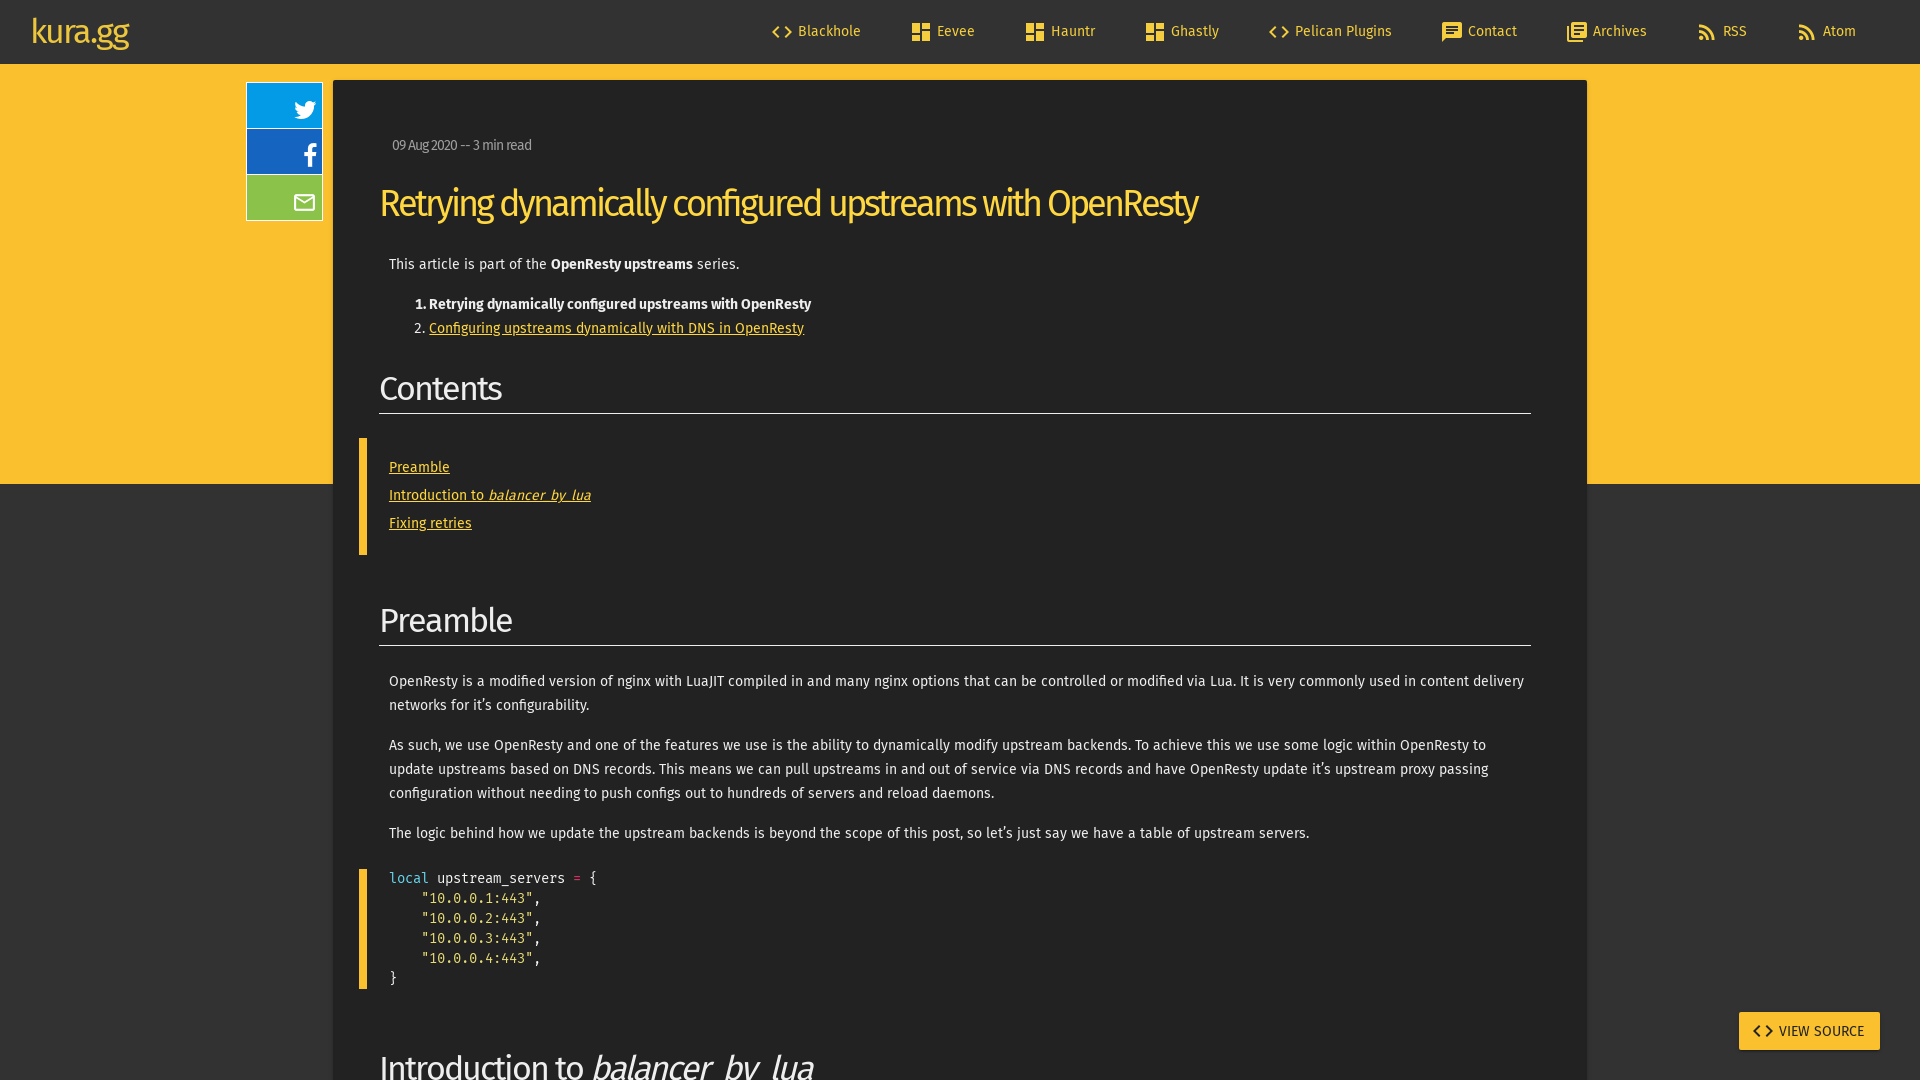 kura.gg
Blackhole
Eevee
Hauntr
Ghastly
Pelican Plugins
Contact
Archives
RSS
Atom
09 Aug 2020 -- 3 min read
Retrying dynamically configured upstreams with OpenResty
This article is part of the OpenResty upstreams series.
1. Retrying dynamically configured upstreams with OpenResty
2. Configuring upstreams dynamically with DNS in OpenResty
Contents
Preamble
Introduction to balancer_by_lua
Fixing retries
Preamble
OpenResty is a modified version of nginx with LuaJIT compiled in and many nginx options that can be controlled or modified via Lua. It is very commonly used in content delivery
networks for it’s configurability.
As such, we use OpenResty and one of the features we use is the ability to dynamically modify upstream backends. To achieve this we use some logic within OpenResty to
update upstreams based on DNS records. This means we can pull upstreams in and out of service via DNS records and have OpenResty update it’s upstream proxy passing
configuration without needing to push configs out to hundreds of servers and reload daemons.
The logic behind how we update the upstream backends is beyond the scope of this post, so let’s just say we have a table of upstream servers.
local upstream_servers = {
    "10.0.0.1:443",
    "10.0.0.2:443",
    "10.0.0.3:443",
    "10.0.0.4:443",
}
VIEW SOURCE
Introduction to balancer_by_lua